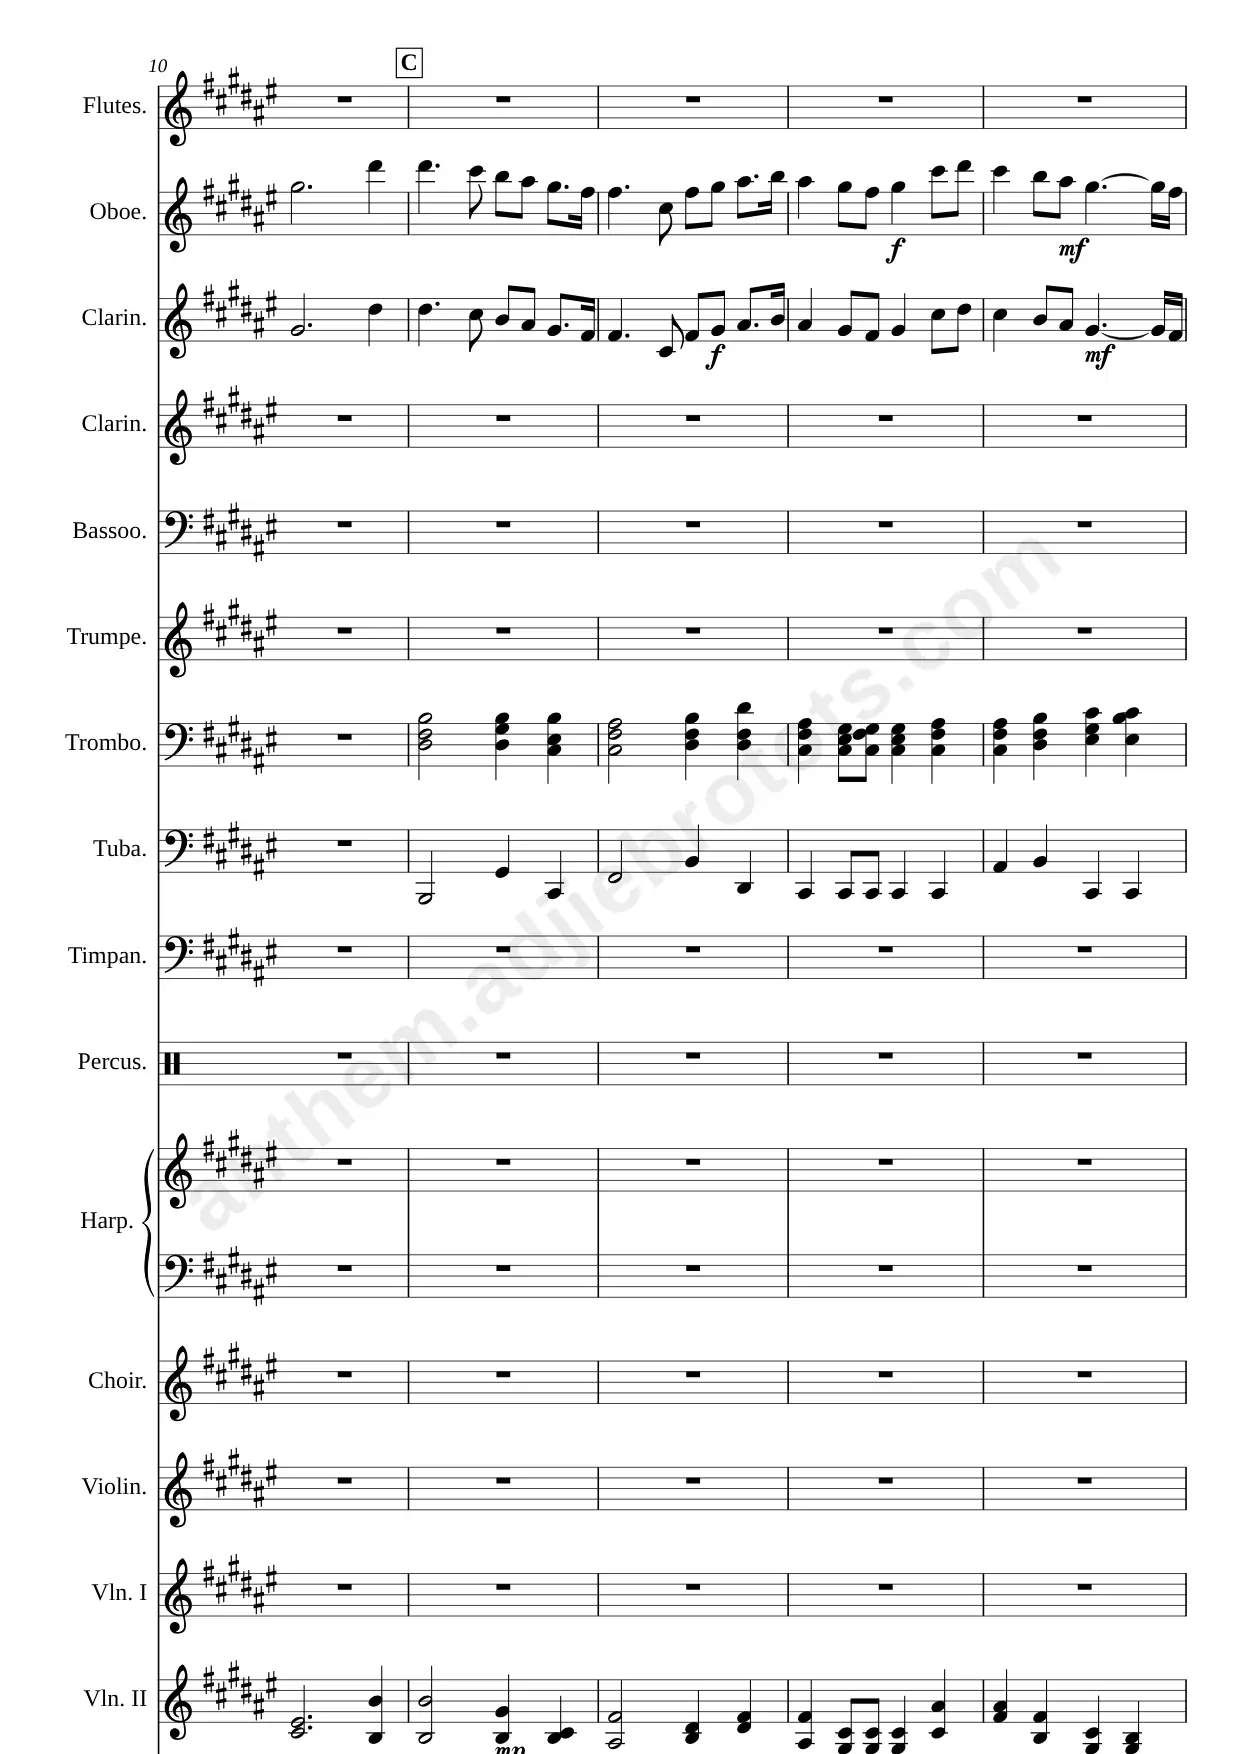 10
C
Flutes.
Oboe.
f
mf
Clarin.
f
mf
Clarin.
Bassoo.
Trumpe.
Trombo.
Tuba.
Timpan.
Percus.
Harp.
Choir.
Violin.
Vln. I
Vln. II
mp
anthem.adjiebrotots.com